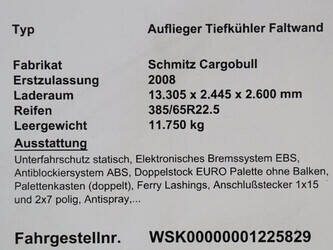 Typ Auflieger Tiefkühler Faltwand
Fabrikat Schmitz Cargobull
Erstzulassung 2008
Laderaum 13.305 x 2.445 x 2.600 mm
Reifen 385/65R22.5
Leergewicht 11.750 kg
Ausstattung
Unterfahrschutz statisch, Elektronisches Bremssystem EBS,
Antiblockiersystem ABS, Doppelstock EURO Palette ohne Balken,
Palettenkasten (doppelt), Ferry Lashings, Anschlußstecker 1x15
und 2x7 polig, Antispray,...
Fahrgestellnr. WSK00000001225829